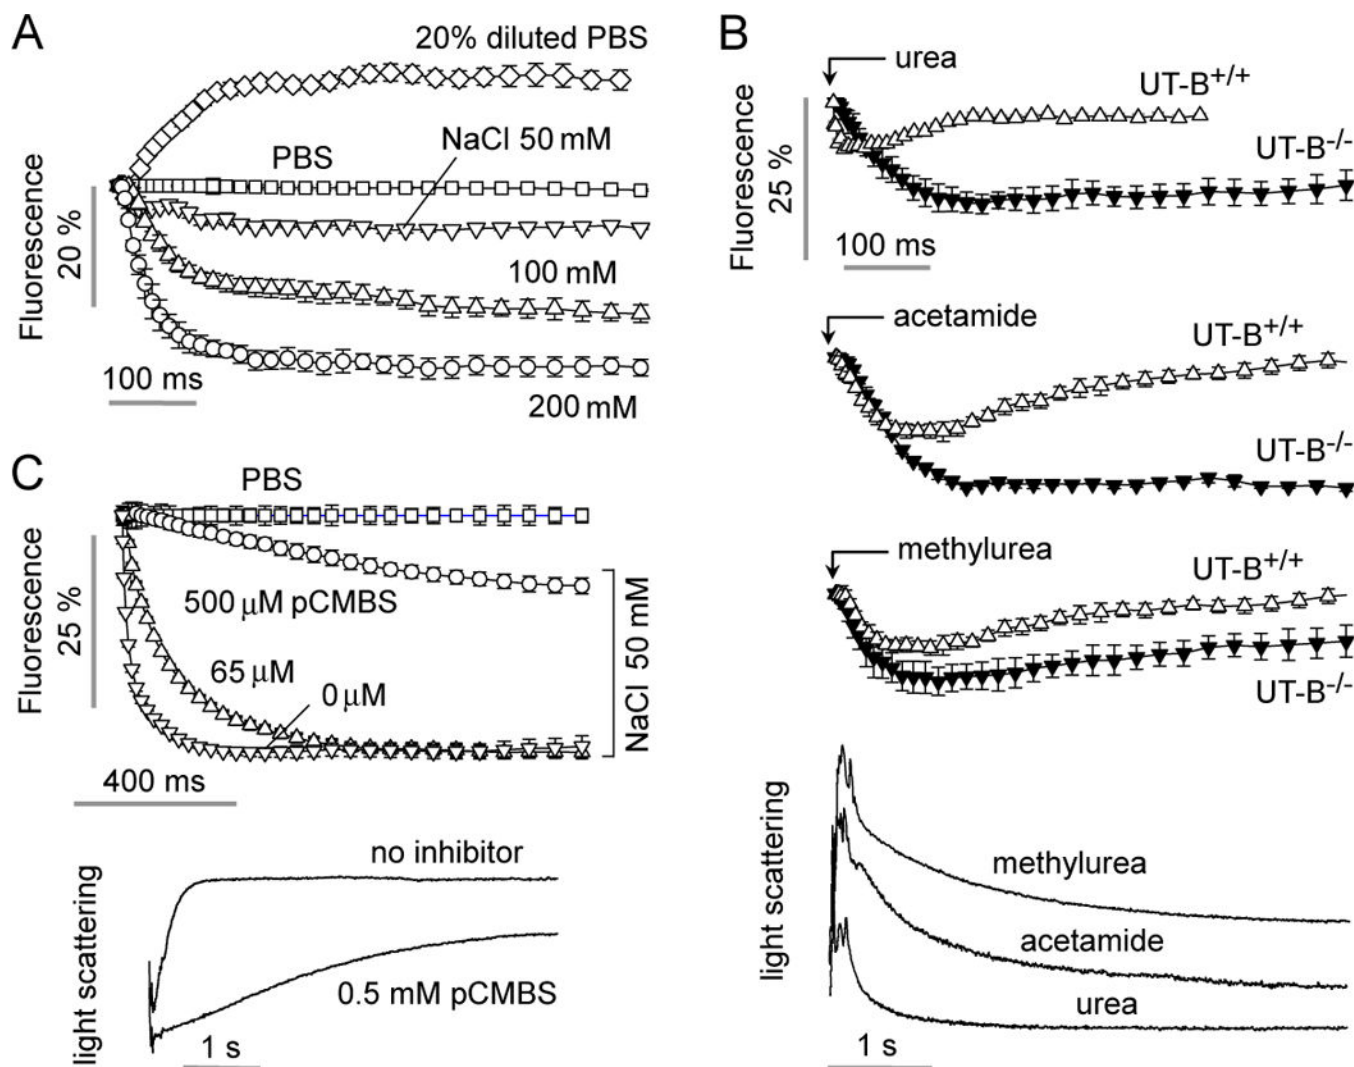 A
20% diluted PBS
NaCl 50 mM
PBS
Fluorescence
20 %
100 mM
100 ms
200 mM
B
urea
UT-B+/+
Fluorescence
25 %
UT-B-/-
100 ms
acetamide
UT-B+/+
UT-B-/-
methylurea
UT-B+/+
UT-B-/-
light scattering
methylurea
acetamide
urea
1 s
C
PBS
Fluorescence
25 %
500 μM pCMBS
65 μM
0 μM
NaCl 50 mM
400 ms
no inhibitor
light scattering
0.5 mM pCMBS
1 s